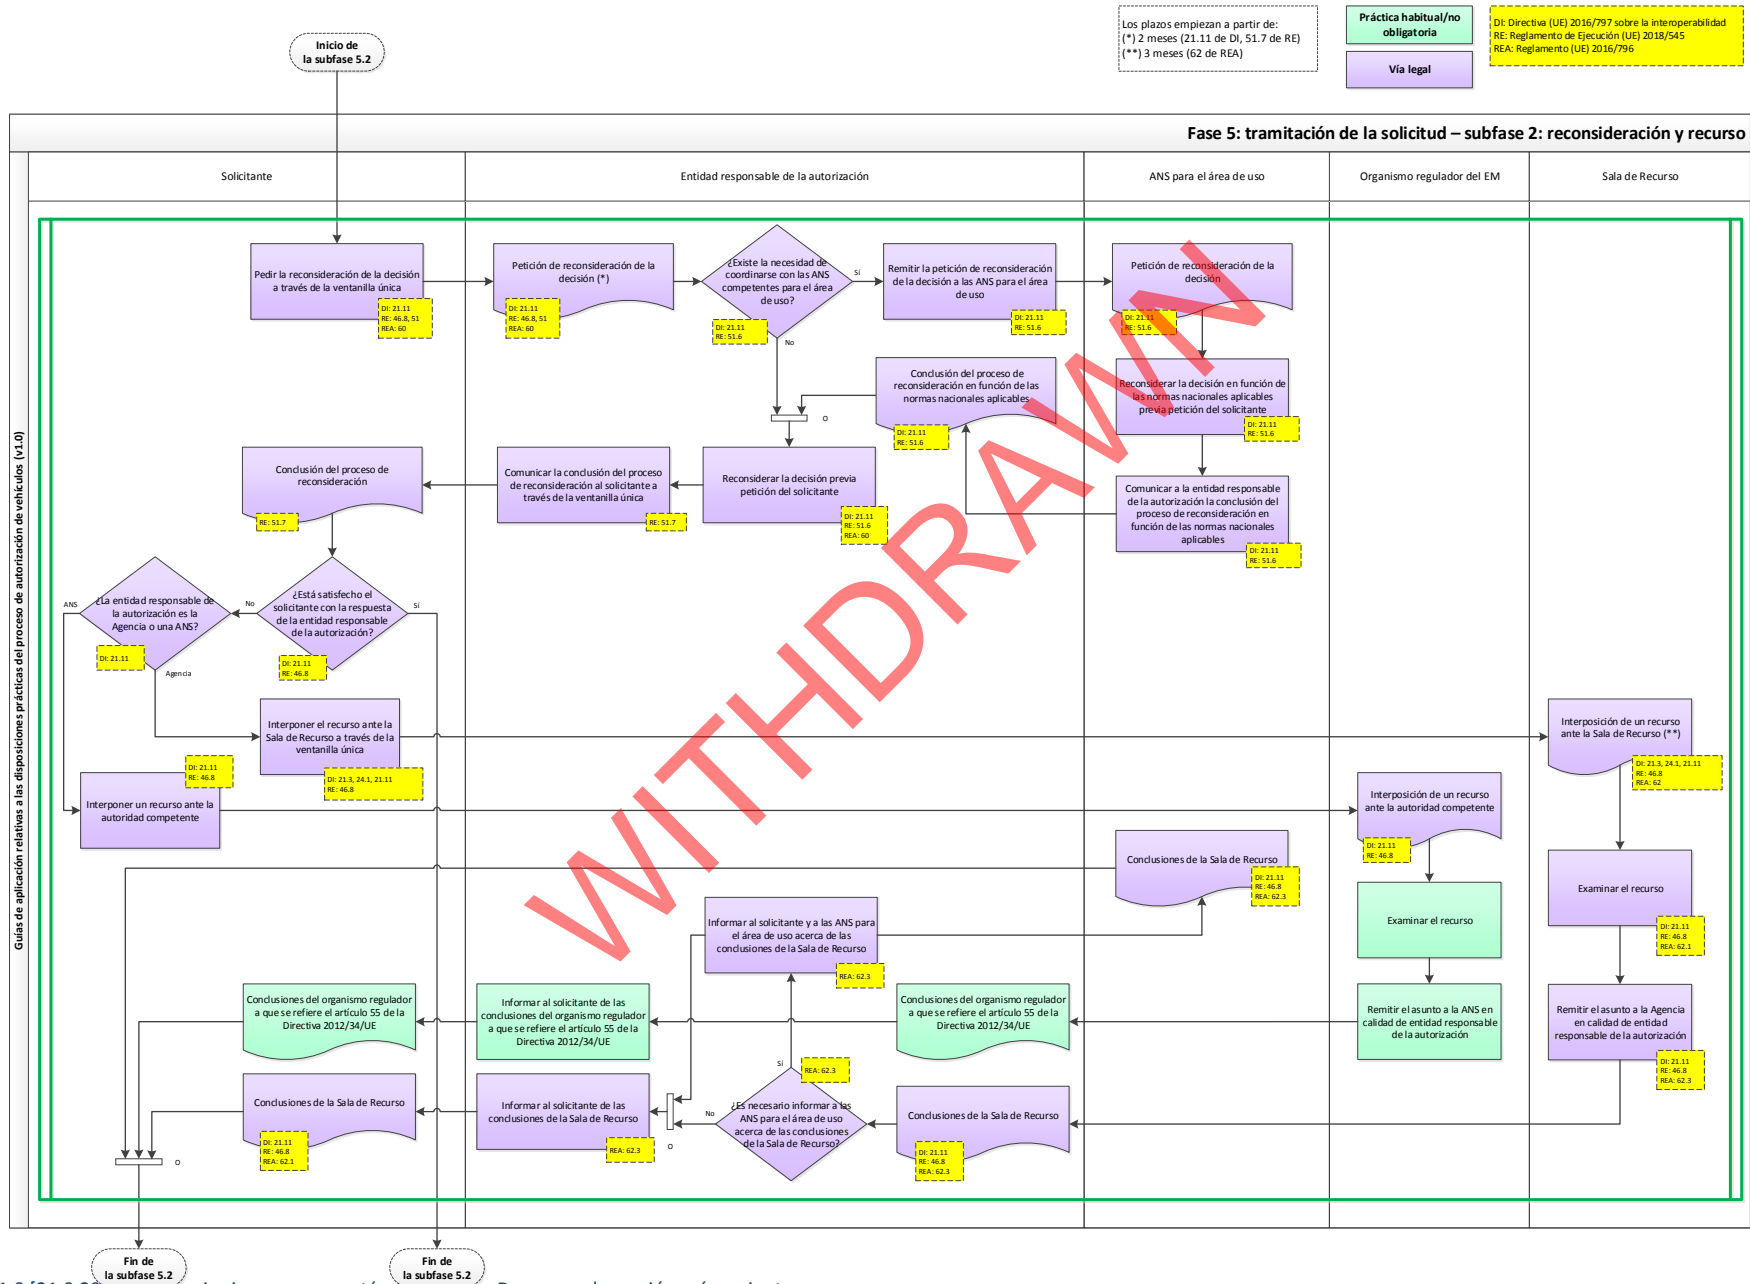 Los plazos empiezan a partir de:
(*) 2 meses (21.11 de DI, 51.7 de RE)
(**) 3 meses (62 de REA)
Práctica habitual/no
obligatoria
Vía legal
DI: Directiva (UE) 2016/797 sobre la interoperabilidad
RE: Reglamento de Ejecución (UE) 2018/545
REA: Reglamento (UE) 2016/796
Inicio de
la subfase 5.2
Fase 5: tramitación de la solicitud – subfase 2: reconsideración y recurso
Guías de aplicación relativas a las disposiciones prácticas del proceso de autorización de vehículos (v1.0)
Solicitante
Entidad responsable de la autorización
ANS para el área de uso
Organismo regulador del EM
Sala de Recurso
Pedir la reconsideración de la decisión
a través de la ventanilla única
DI: 21.11
RE: 46.8, 51
REA: 60
Petición de reconsideración de la
decisión (*)
DI: 21.11
RE: 46.8, 51
REA: 60
¿Existe la necesidad de
coordinarse con las ANS
competentes para el área
de uso?
DI: 21.11
RE: 51.6
Sí
No
Remitir la petición de reconsideración
de la decisión a las ANS para el área
de uso
DI: 21.11
RE: 51.6
Petición de reconsideración de la
decisión
DI: 21.11
RE: 51.6
Conclusión del proceso de
reconsideración en función de las
normas nacionales aplicables
DI: 21.11
RE: 51.6
O
Reconsiderar la decisión en función de
las normas nacionales aplicables
previa petición del solicitante
DI: 21.11
RE: 51.6
Conclusión del proceso de
reconsideración
RE: 51.7
Comunicar la conclusión del proceso
de reconsideración al solicitante a
través de la ventanilla única
RE: 51.7
Reconsiderar la decisión previa
petición del solicitante
DI: 21.11
RE: 51.6
REA: 60
Comunicar a la entidad responsable
de la autorización la conclusión del
proceso de reconsideración en
función de las normas nacionales
aplicables
DI: 21.11
RE: 51.6
ANS
¿La entidad responsable de
la autorización es la
Agencia o una ANS?
DI: 21.11
Agencia
No
¿Está satisfecho el
solicitante con la respuesta
de la entidad responsable
de la autorización?
DI: 21.11
RE: 46.8
Sí
Interponer el recurso ante la
Sala de Recurso a través de la
ventanilla única
DI: 21.3, 24.1, 21.11
RE: 46.8
Interposición de un recurso
ante la Sala de Recurso (**)
DI: 21.3, 24.1, 21.11
RE: 46.8
REA: 62
DI: 21.11
RE: 46.8
Interponer un recurso ante la
autoridad competente
Interposición de un recurso
ante la autoridad competente
DI: 21.11
RE: 46.8
Conclusiones de la Sala de Recurso
DI: 21.11
RE: 46.8
REA: 62.3
Examinar el recurso
Examinar el recurso
DI: 21.11
RE: 46.8
REA: 62.1
Informar al solicitante y a las ANS para
el área de uso acerca de las
conclusiones de la Sala de Recurso
REA: 62.3
Conclusiones del organismo regulador
a que se refiere el artículo 55 de la
Directiva 2012/34/UE
Informar al solicitante de las
conclusiones del organismo regulador
a que se refiere el artículo 55 de la
Directiva 2012/34/UE
Conclusiones del organismo regulador
a que se refiere el artículo 55 de la
Directiva 2012/34/UE
Remitir el asunto a la ANS en
calidad de entidad responsable
de la autorización
Remitir el asunto a la Agencia
en calidad de entidad
responsable de la autorización
DI: 21.11
RE: 46.8
REA: 62.3
Sí
REA: 62.3
Conclusiones de la Sala de Recurso
DI: 21.11
RE: 46.8
REA: 62.1
Informar al solicitante de las
conclusiones de la Sala de Recurso
REA: 62.3
O
No
¿Es necesario informar a las
ANS para el área de uso
acerca de las conclusiones
de la Sala de Recurso?
Conclusiones de la Sala de Recurso
DI: 21.11
RE: 46.8
REA: 62.3
O
Fin de
la subfase 5.2
Fin de
la subfase 5.2
WITHDRAWN